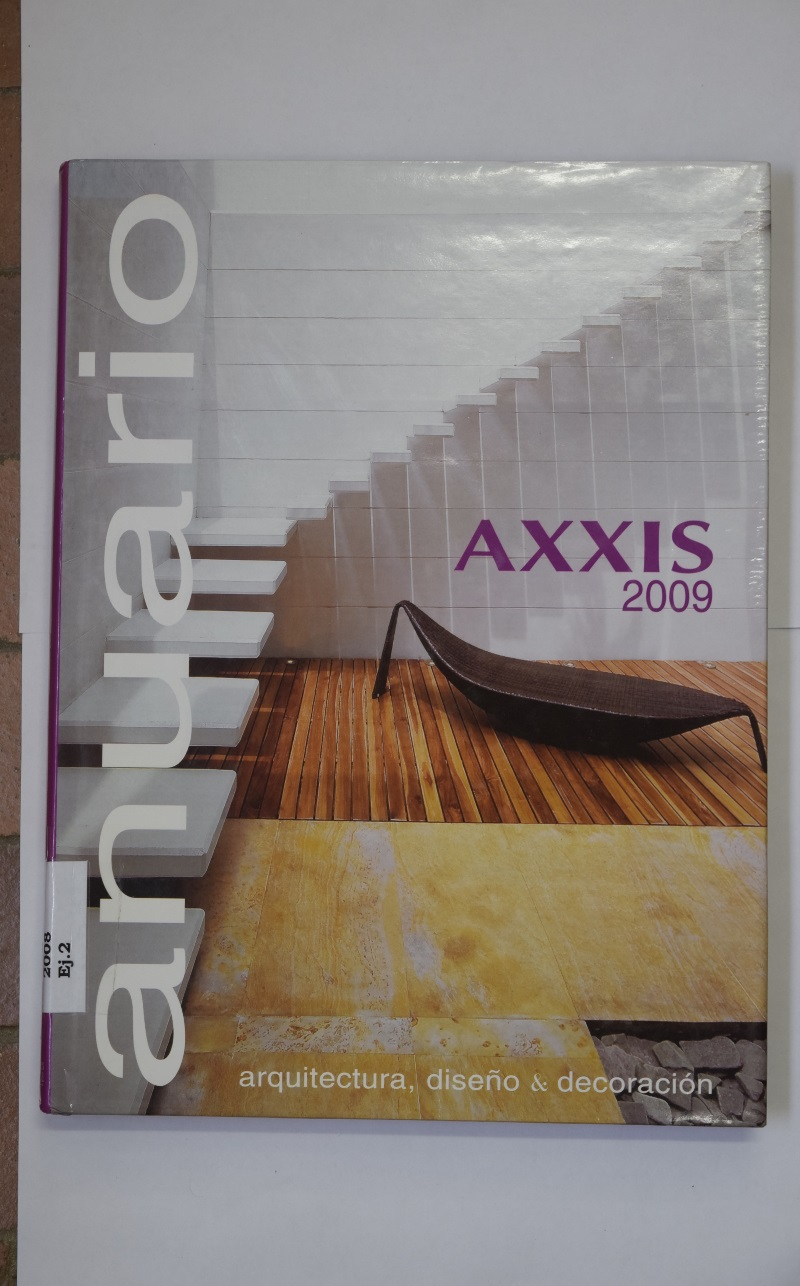 anuario
AXXIS
2009
2008
Ej.2
arquitectura, diseño & decoración